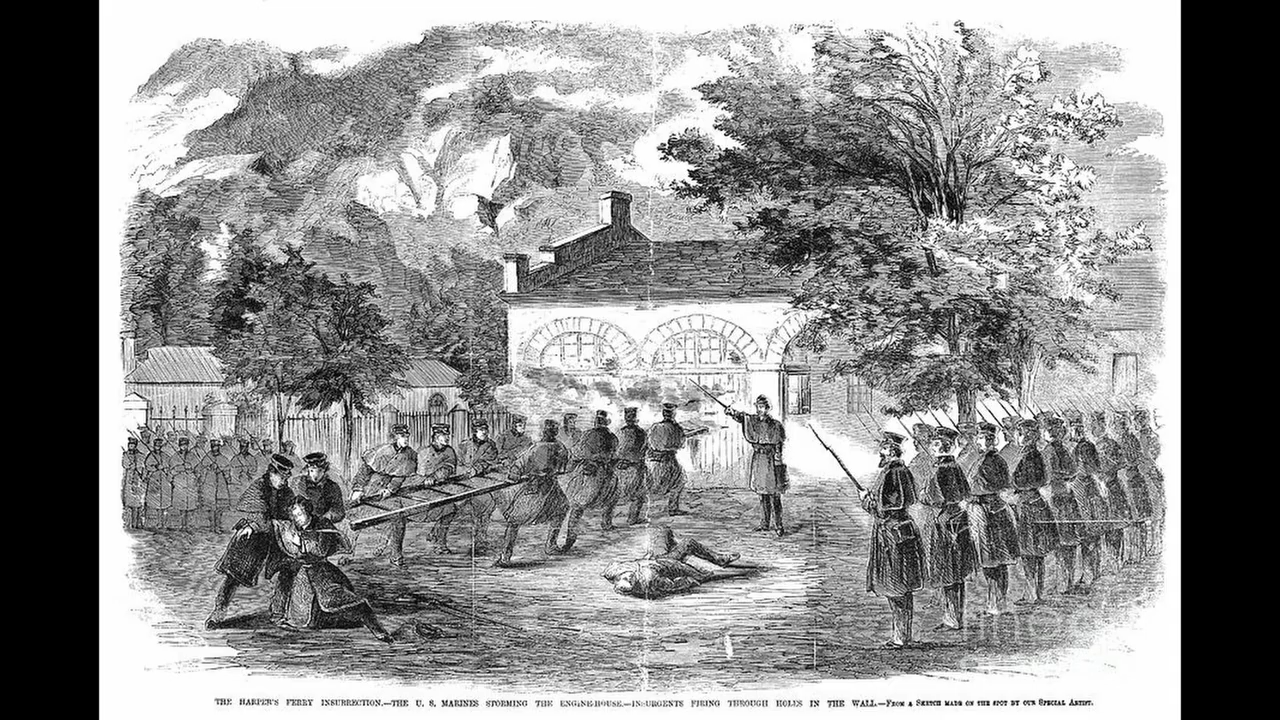 THE HARPER'S FERRY INSURRECTION.—THE U. S. MARINES STORMING THE ENGINE-HOUSE.—INSURGENTS FIRING THROUGH HOLES IN THE WALL.—FROM A SKETCH MADE ON THE SPOT BY OUR SPECIAL ARTIST.